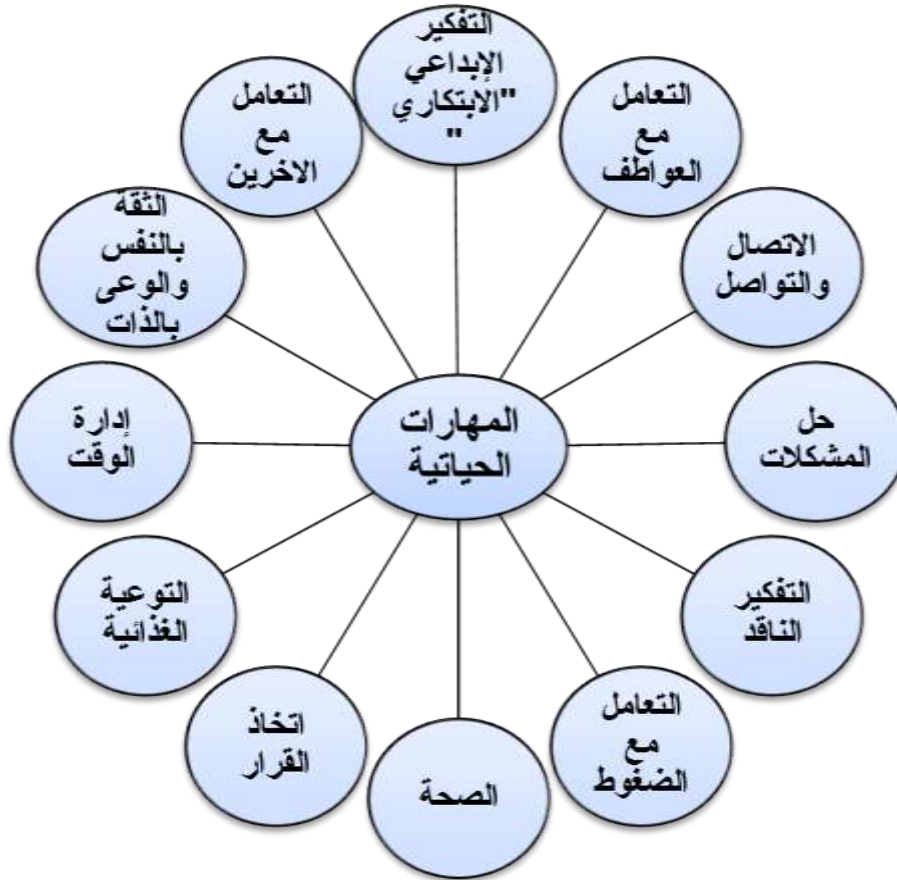 التفكير
الإبداعي
"الابتكاري
"
التعامل
مع
العواطف
الاتصال
والتواصل
حل
المشكلات
التفكير
الناقد
التعامل
مع
الضغوط
الصحة
اتخاذ
القرار
التوعية
الغذائية
إدارة
الوقت
الثقة
بالنفس
والوعى
بالذات
التعامل
مع
الاخرين
المهارات
الحياتية